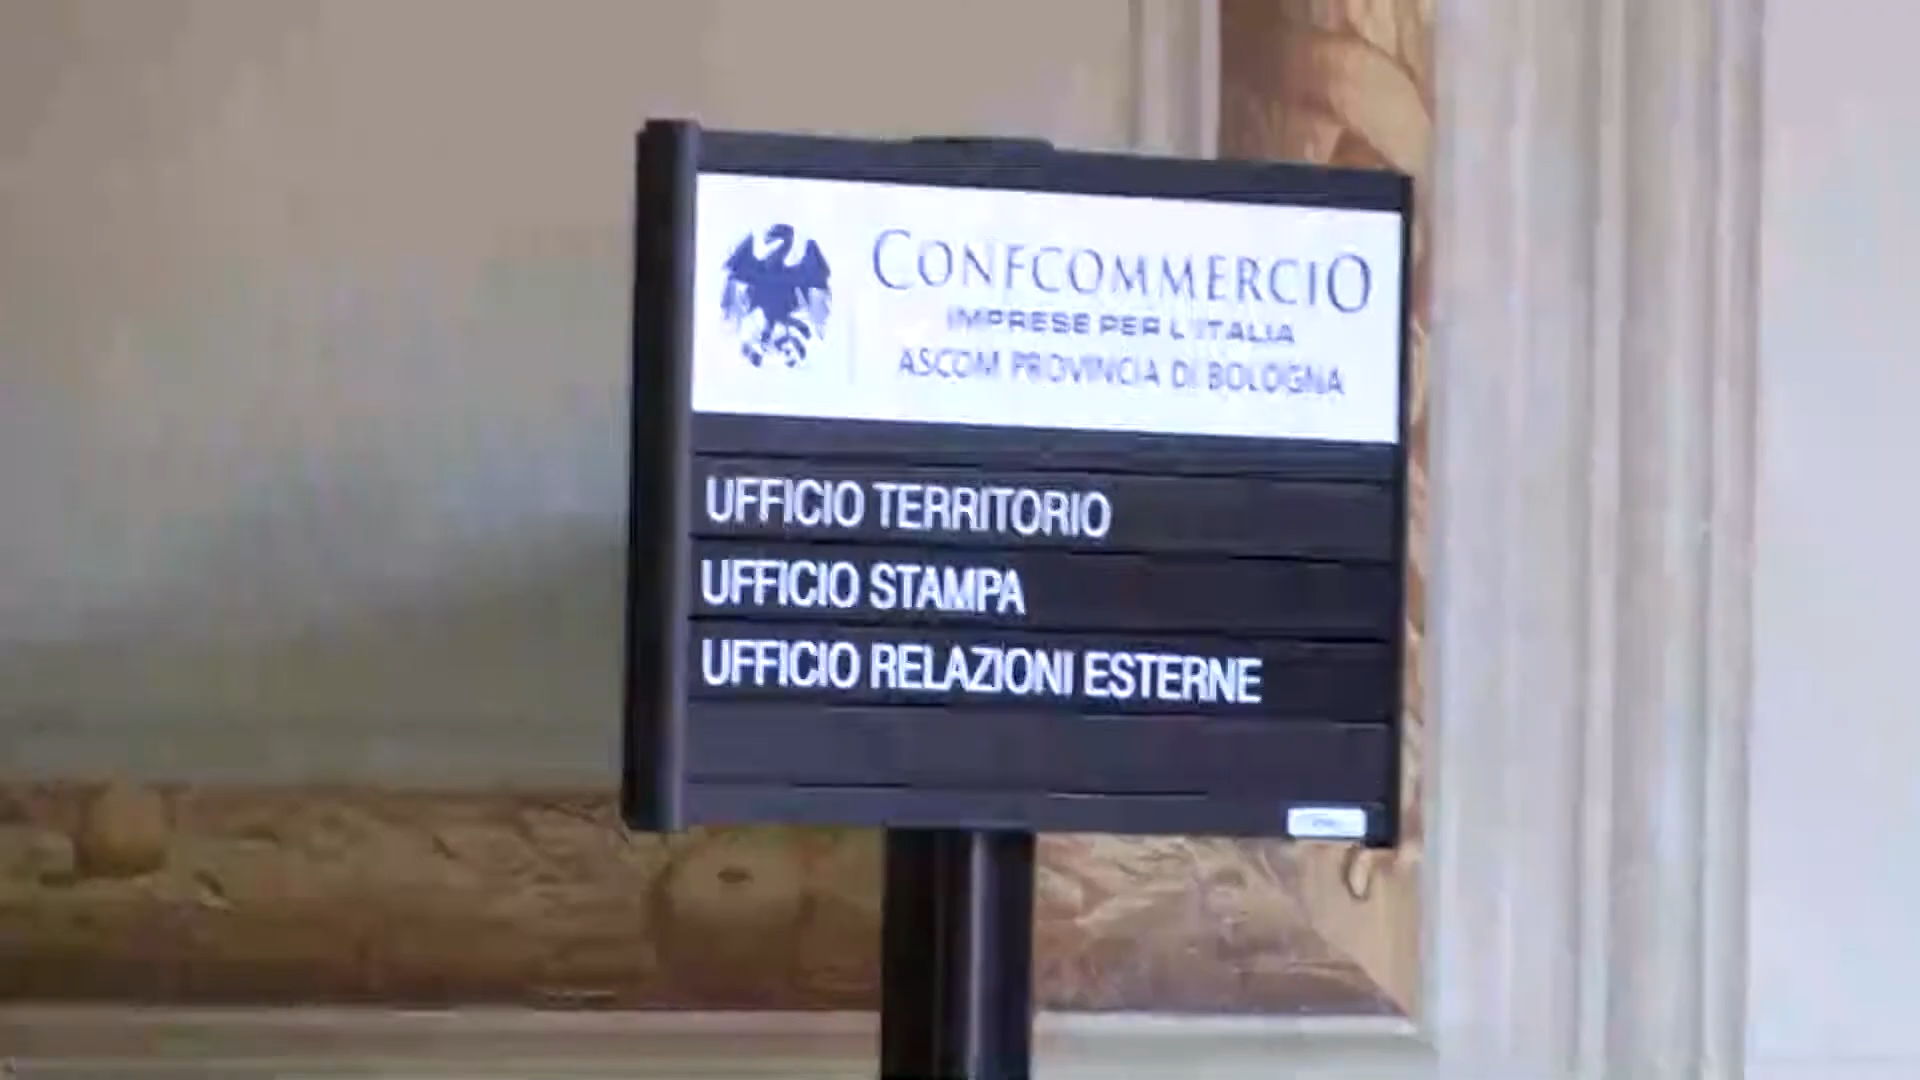 CONFCOMMERCIO
IMPRESE PER L'ITALIA
ASCOM PROVINCIA DI BOLOGNA
UFFICIO TERRITORIO
UFFICIO STAMPA
UFFICIO RELAZIONI ESTERNE